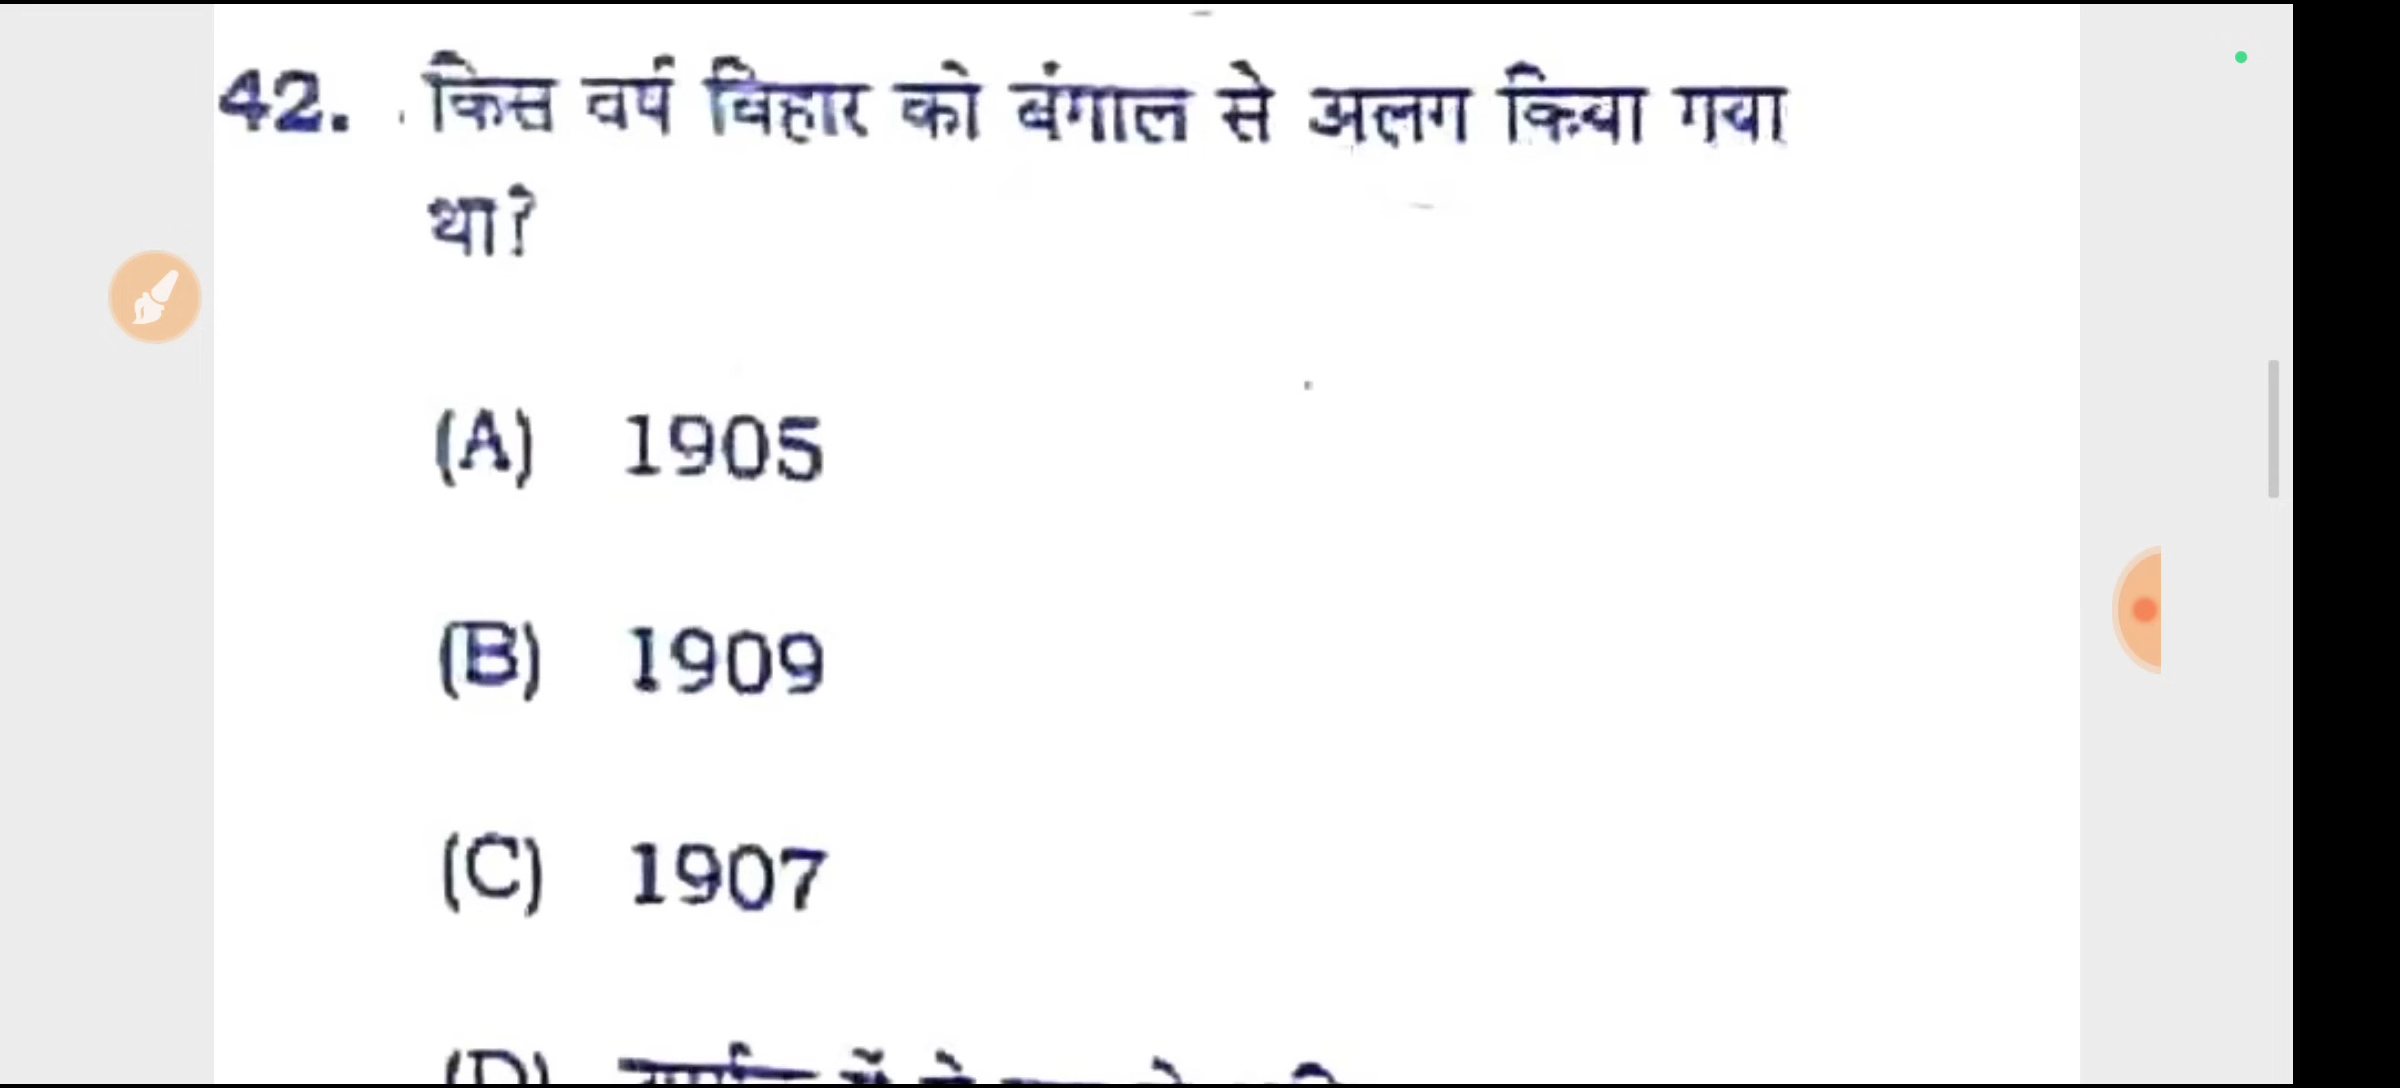 42. किस वर्ष बिहार को बंगाल से अलग किया गया
था?
(A) 1905
(B) 1909
(C) 1907
(D)